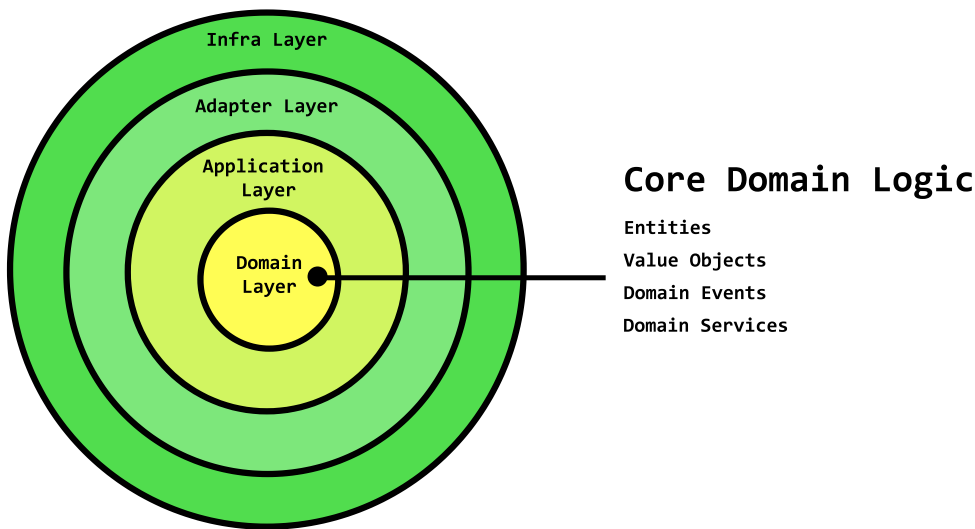 Infra Layer
Adapter Layer
Application
Layer
Domain
Layer
Core Domain Logic
Entities
Value Objects
Domain Events
Domain Services